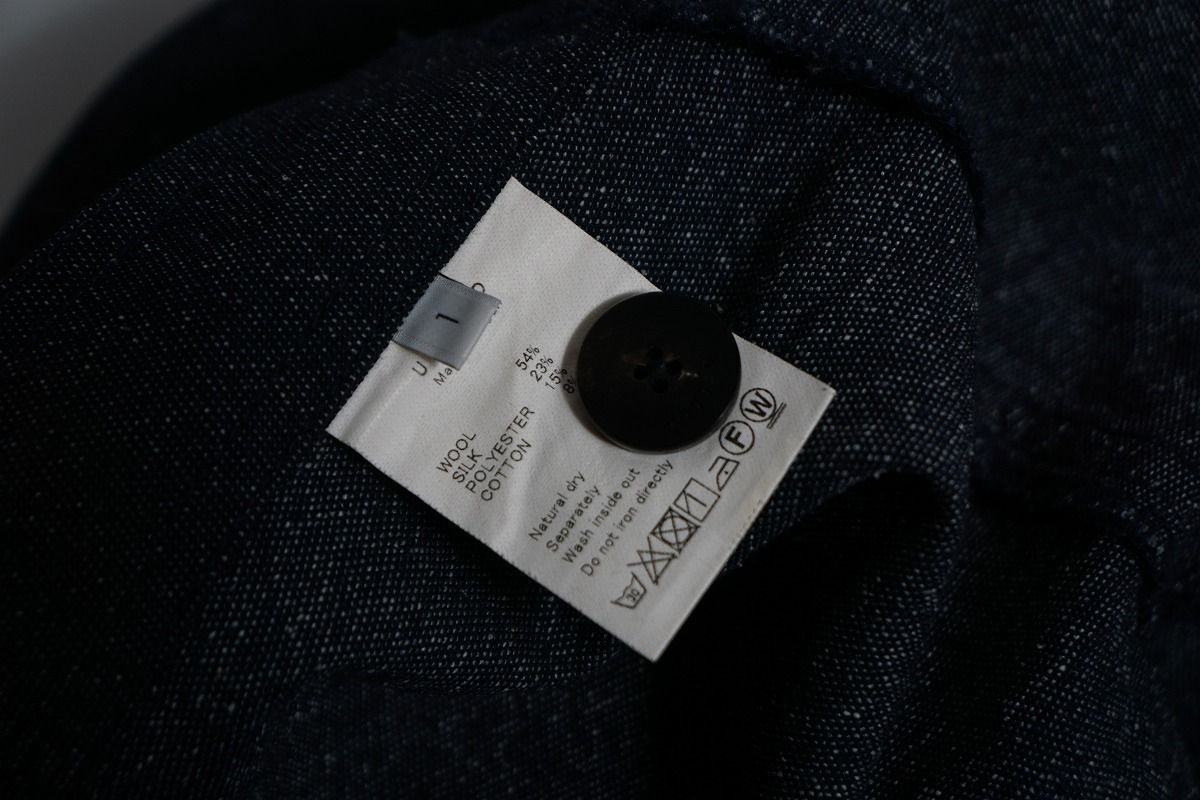 1
U
Ma
WOOL 54%
SILK 23%
POLYESTER 15%
COTTON 8%
Natural dry
Separately
Wash inside out
Do not iron directly
30
F
W